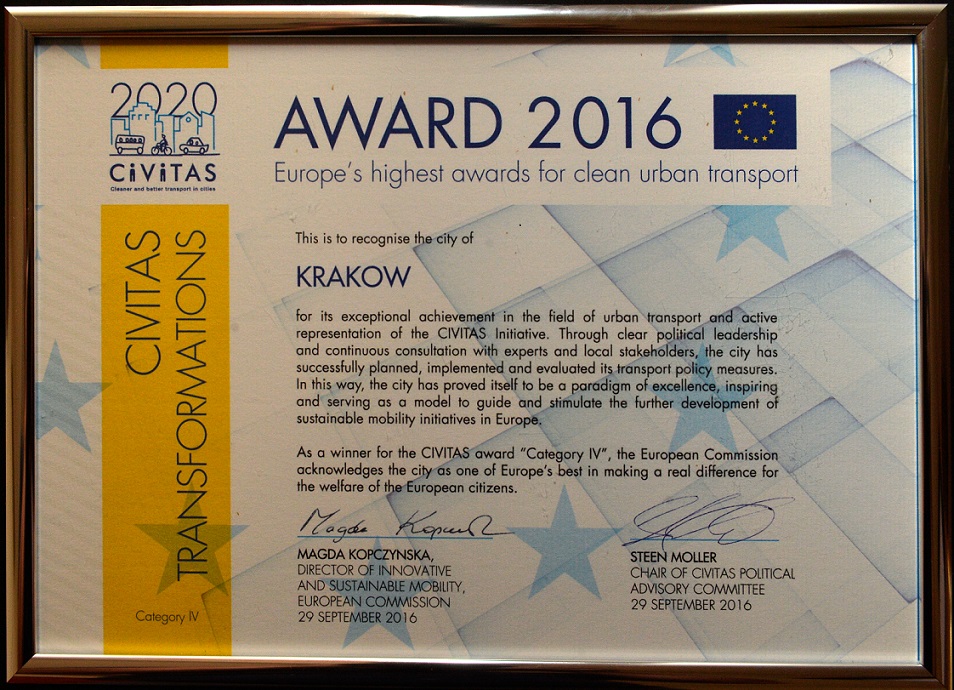 2020
CiViTAS
Cleaner and better transport in cities
AWARD 2016
Europe's highest awards for clean urban transport
CIVITAS
TRANSFORMATIONS
Category IV
This is to recognise the city of
KRAKOW
for its exceptional achievement in the field of urban transport and active
representation of the CIVITAS Initiative. Through clear political leadership
and continuous consultation with experts and local stakeholders, the city has
successfully planned, implemented and evaluated its transport policy measures.
In this way, the city has proved itself to be a paradigm of excellence, inspiring
and serving as a model to guide and stimulate the further development of
sustainable mobility initiatives in Europe.
As a winner for the CIVITAS award "Category IV", the European Commission
acknowledges the city as one of Europe's best in making a real difference for
the welfare of the European citizens.
MAGDA KOPCZYNSKA,
DIRECTOR OF INNOVATIVE
AND SUSTAINABLE MOBILITY,
EUROPEAN COMMISSION
29 SEPTEMBER 2016
STEEN MOLLER
CHAIR OF CIVITAS POLITICAL
ADVISORY COMMITTEE
29 SEPTEMBER 2016